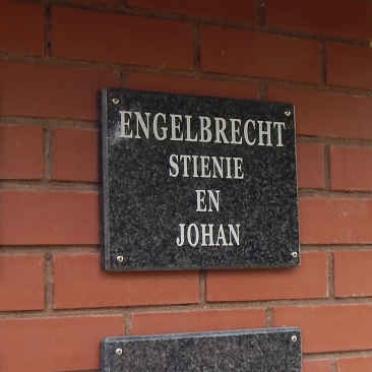 ENGELBRECHT
STIENIE
EN
JOHAN